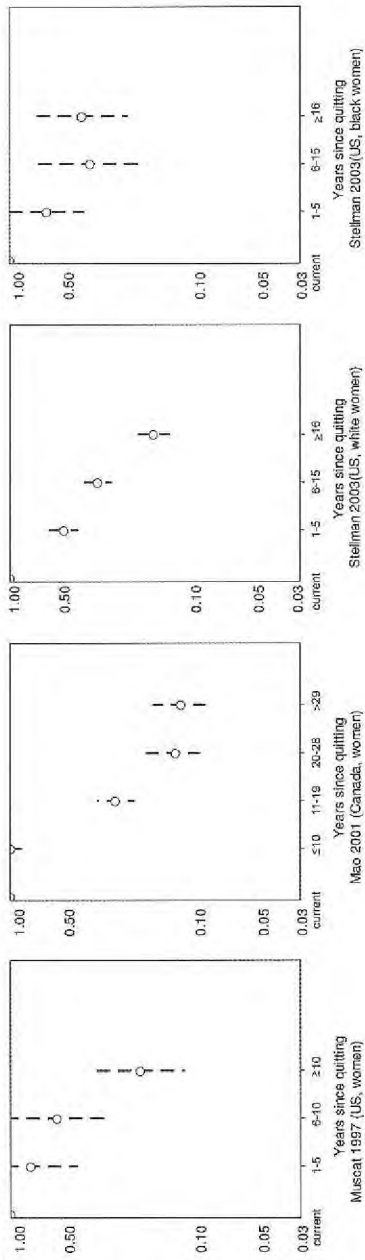 1.00
0.50
0.10
0.05
0.03
current
1-5
6-10
≥10
Years since quitting
Muscat 1997 (US, women)
1.00
0.50
0.10
0.05
0.03
current
≤10
11-19
20-28
>29
Years since quitting
Mao 2001 (Canada, women)
1.00
0.50
0.10
0.05
0.03
current
1-5
6-15
≥16
Years since quitting
Stellman 2003(US, white women)
1.00
0.50
0.10
0.05
0.03
current
1-5
6-15
≥16
Years since quitting
Stellman 2003(US, black women)